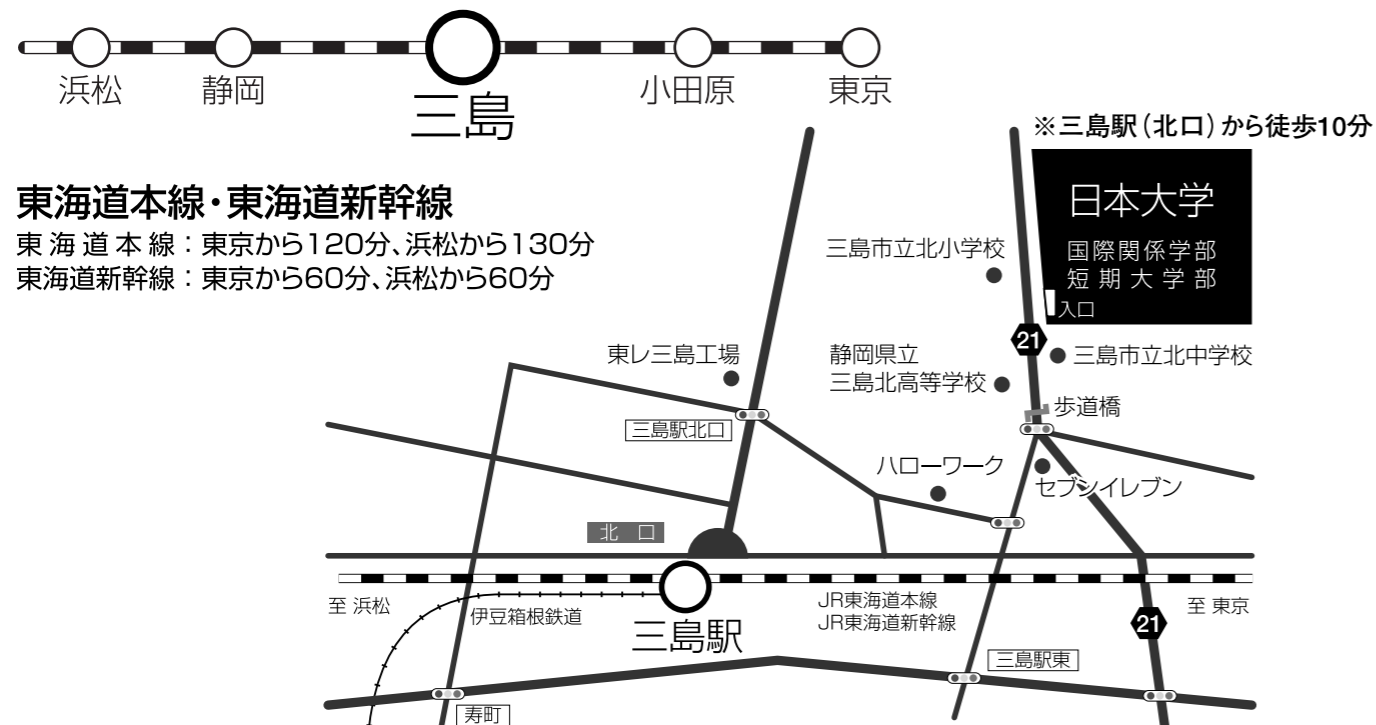 浜松
静岡
三島
小田原
東京
※三島駅(北口)から徒歩10分
東海道本線・東海道新幹線
東海道本線:東京から120分、浜松から130分
東海道新幹線:東京から60分、浜松から60分
日本大学
国際関係学部
短期大学部
入口
三島市立北小学校
21
東レ三島工場
静岡県立
三島北高等学校
三島市立北中学校
歩道橋
三島駅北口
ハローワーク
セブンイレブン
北 口
至 浜松
伊豆箱根鉄道
三島駅
JR東海道本線
JR東海道新幹線
至 東京
21
三島駅東
寿町